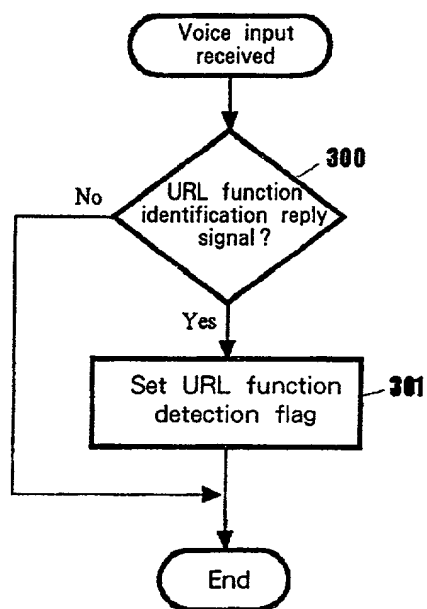 Voice input
received
300
URL function
identification reply
signal?
No
Yes
Set URL function
detection flag
301
End